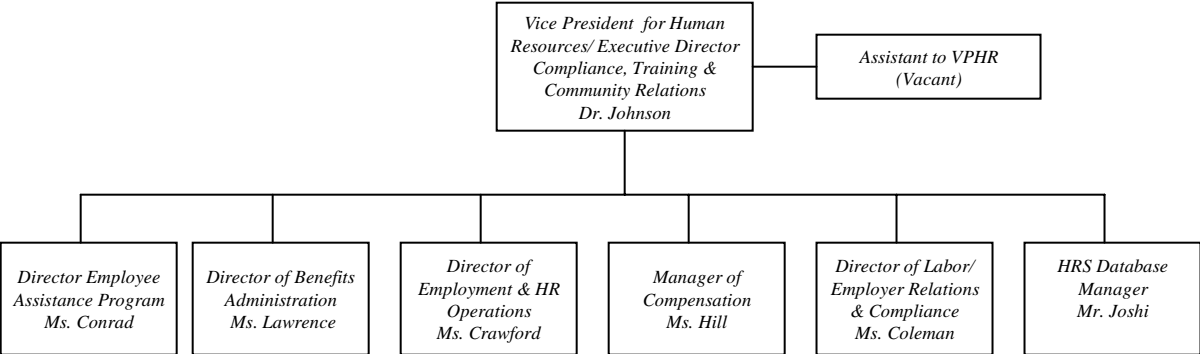 Vice President for Human
Resources/ Executive Director
Compliance, Training &
Community Relations
Dr. Johnson
Assistant to VPHR
(Vacant)
Director Employee
Assistance Program
Ms. Conrad
Director of Benefits
Administration
Ms. Lawrence
Director of
Employment & HR
Operations
Ms. Crawford
Manager of
Compensation
Ms. Hill
Director of Labor/
Employer Relations
& Compliance
Ms. Coleman
HRS Database
Manager
Mr. Joshi